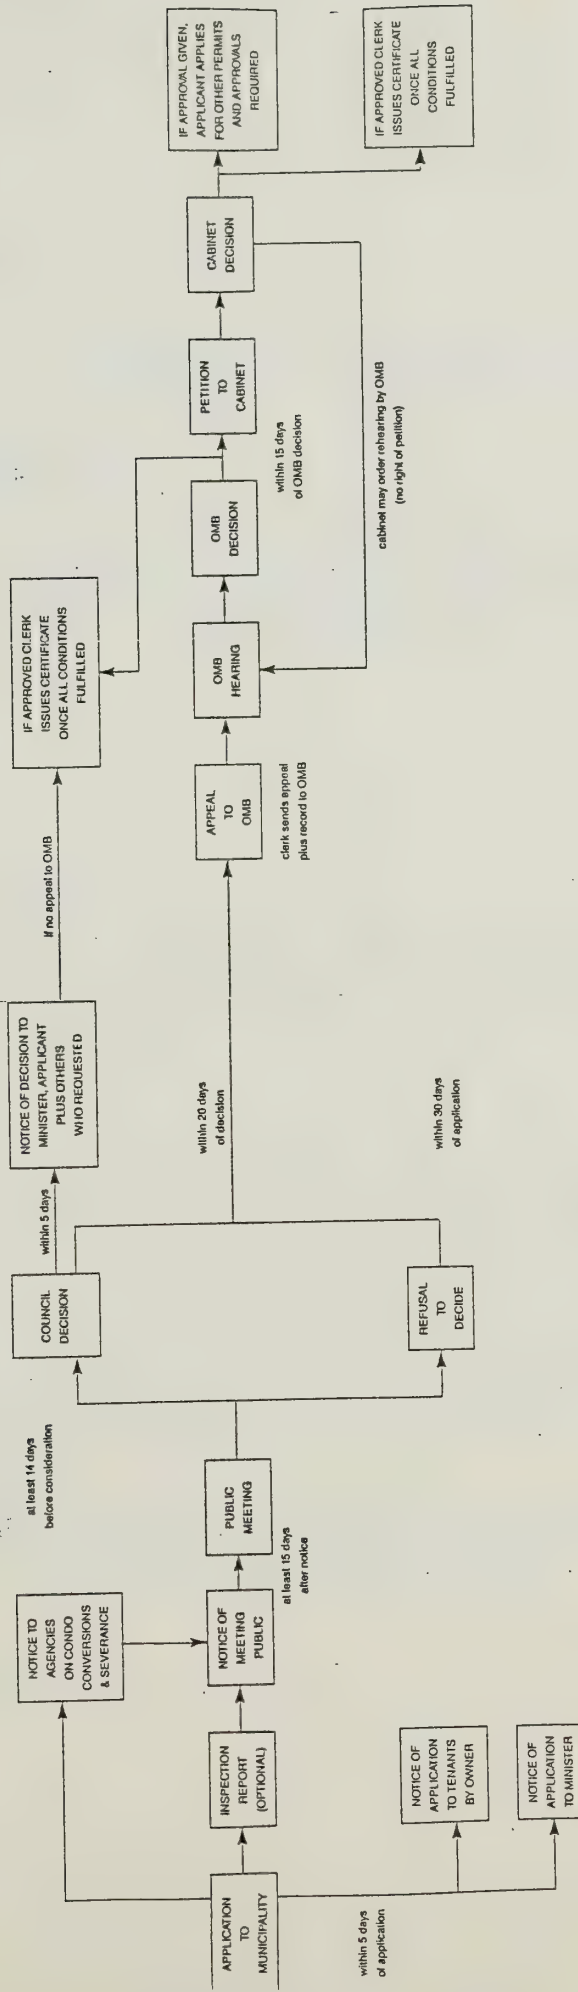 APPLICATION
TO
MUNICIPALITY
within 5 days
of application
NOTICE TO
AGENCIES
ON CONDO
CONVERSIONS
& SEVERANCE
INSPECTION
REPORT
(OPTIONAL)
NOTICE OF
APPLICATION
TO TENANTS
BY OWNER
NOTICE OF
APPLICATION
TO MINISTER
NOTICE OF
MEETING
PUBLIC
at least 15 days
after notice
PUBLIC
MEETING
at least 14 days
before consideration
COUNCIL
DECISION
REFUSAL
TO
DECIDE
within 5 days
NOTICE OF DECISION TO
MINISTER, APPLICANT
PLUS OTHERS
WHO REQUESTED
within 20 days
of decision
within 30 days
of application
If no appeal to OMB
IF APPROVED CLERK
ISSUES CERTIFICATE
ONCE ALL CONDITIONS
FULFILLED
APPEAL
TO
OMB
clerk sends appeal
plus record to OMB
OMB
HEARING
OMB
DECISION
within 15 days
of OMB decision
PETITION
TO
CABINET
cabinet may order rehearing by OMB
(no right of petition)
CABINET
DECISION
IF APPROVAL GIVEN,
APPLICANT APPLIES
FOR OTHER PERMITS
AND APPROVALS
REQUIRED
IF APPROVED CLERK
ISSUES CERTIFICATE
ONCE ALL
CONDITIONS
FULFILLED